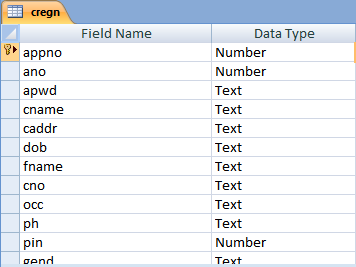 cregn
Field Name Data Type
appno Number
ano Number
apwd Text
cname Text
caddr Text
dob Text
fname Text
cno Text
occ Text
ph Text
pin Number
gend Text